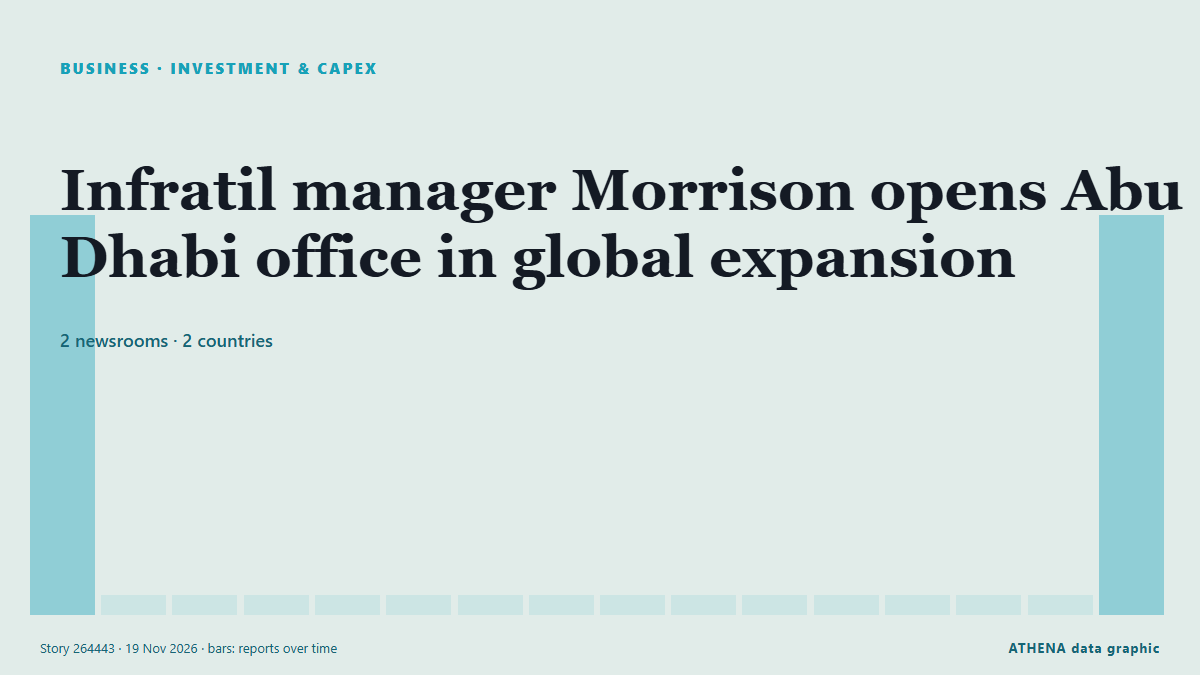 BUSINESS · INVESTMENT & CAPEX
Infratil manager Morrison opens Abu
Dhabi office in global expansion
2 newsrooms · 2 countries
Story 264443 · 19 Nov 2026 · bars: reports over time
ATHENA data graphic